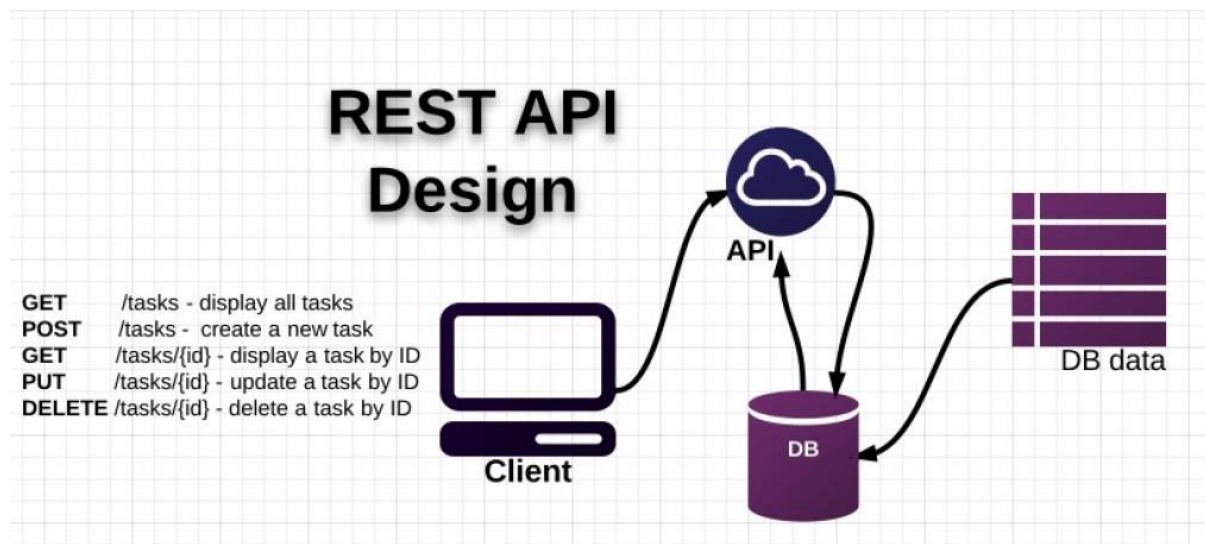 REST API
Design
API
GET /tasks - display all tasks
POST /tasks - create a new task
GET /tasks/{id} - display a task by ID
PUT /tasks/{id} - update a task by ID
DELETE /tasks/{id} - delete a task by ID
Client
DB
DB data